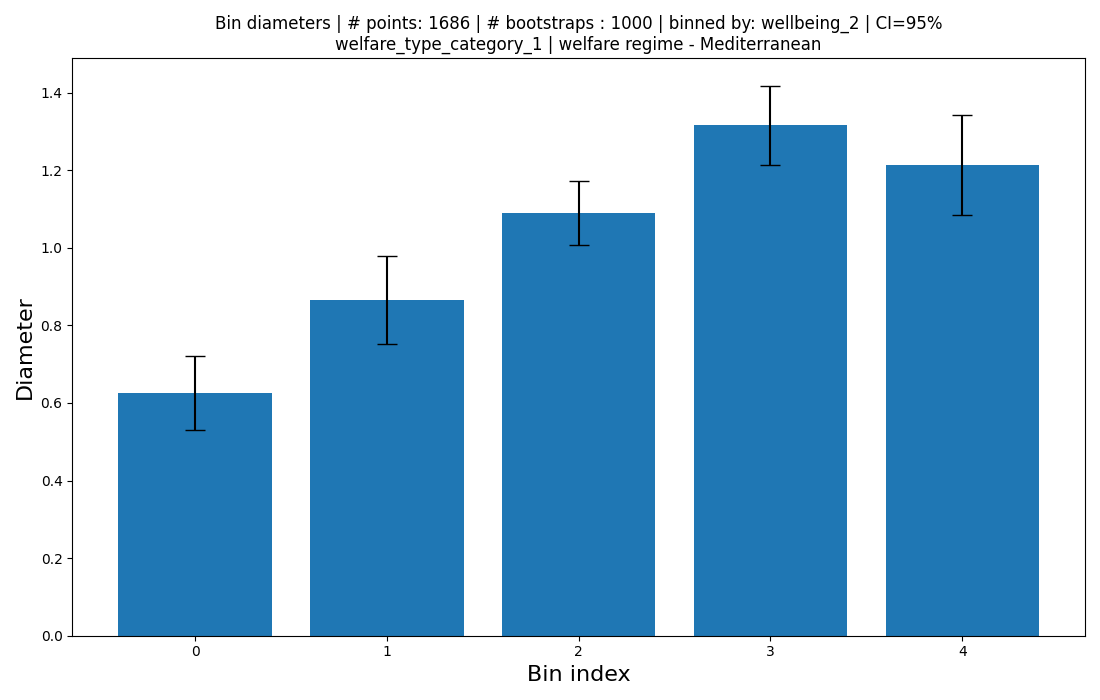 Bin diameters | # points: 1686 | # bootstraps : 1000 | binned by: wellbeing_2 | CI=95%
welfare_type_category_1 | welfare regime - Mediterranean
1.4
1.2
1.0
0.8
0.6
0.4
0.2
0.0
Diameter
0 1 2 3 4
Bin index